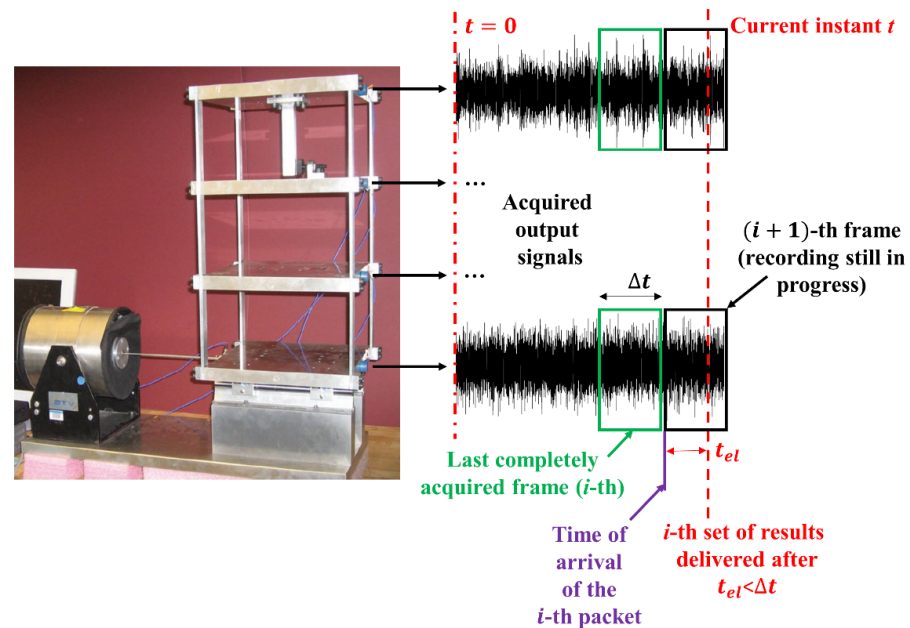 t = 0
Current instant t
...
Acquired
output
signals
...
(i + 1)-th frame
(recording still in
progress)
Δt
t_el
Last completely
acquired frame (i-th)
Time of
arrival
of the
i-th packet
i-th set of results
delivered after
t_el<Δt